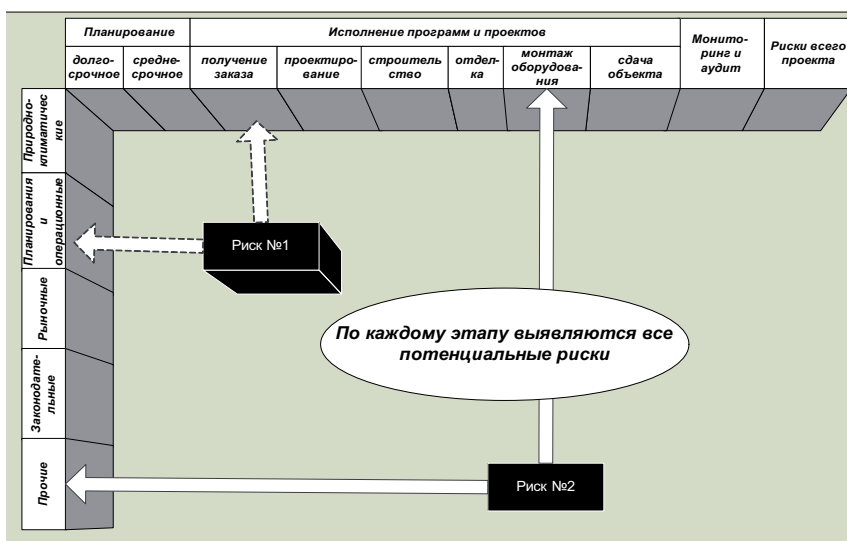 Планирование
Исполнение программ и проектов
Монито-
ринг и
аудит
Риски всего
проекта
долго-
срочное
средне-
срочное
получение
заказа
проектиро-
вание
строитель
ство
отдел-
ка
монтаж
оборудова-
ния
сдача
объекта
Природно-
климатичес
кие
Планирования
и
операционные
Рыночные
Законодате-
льные
Прочие
Риск №1
По каждому этапу выявляются все
потенциальные риски
Риск №2